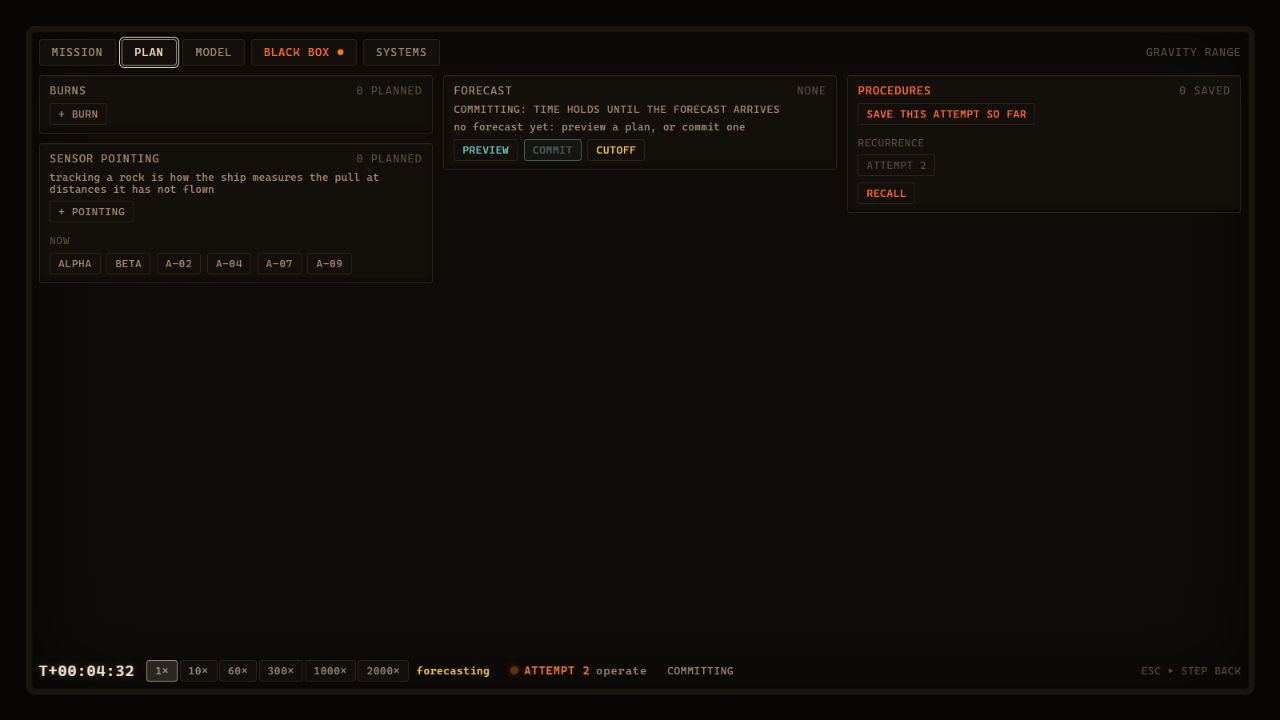 MISSION PLAN MODEL BLACK BOX SYSTEMS GRAVITY RANGE
BURNS 0 PLANNED
+ BURN
SENSOR POINTING 0 PLANNED
tracking a rock is how the ship measures the pull at
distances it has not flown
+ POINTING
NOW
ALPHA BETA A-02 A-04 A-07 A-09
FORECAST NONE
COMMITTING: TIME HOLDS UNTIL THE FORECAST ARRIVES
no forecast yet: preview a plan, or commit one
PREVIEW COMMIT CUTOFF
PROCEDURES 0 SAVED
SAVE THIS ATTEMPT SO FAR
RECURRENCE
ATTEMPT 2
RECALL
T+00:04:32 1× 10× 60× 300× 1000× 2000× forecasting ATTEMPT 2 operate COMMITTING ESC ▸ STEP BACK